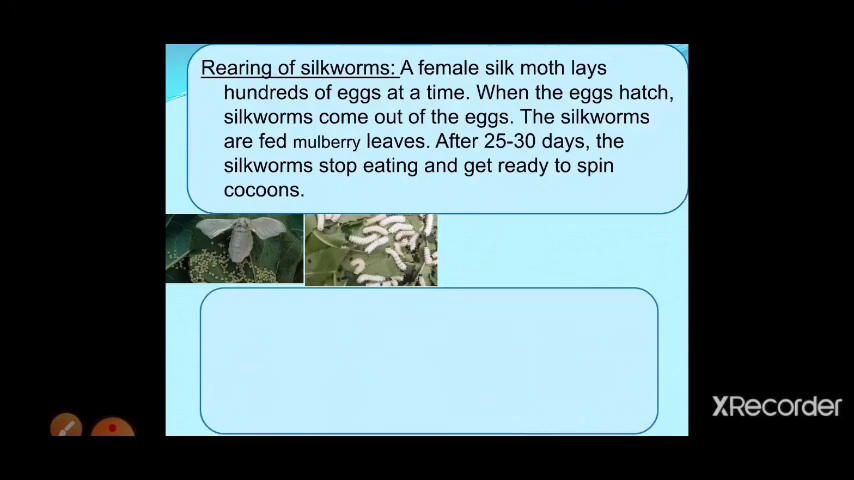 Rearing of silkworms: A female silk moth lays
hundreds of eggs at a time. When the eggs hatch,
silkworms come out of the eggs. The silkworms
are fed mulberry leaves. After 25-30 days, the
silkworms stop eating and get ready to spin
cocoons.
XRecorder